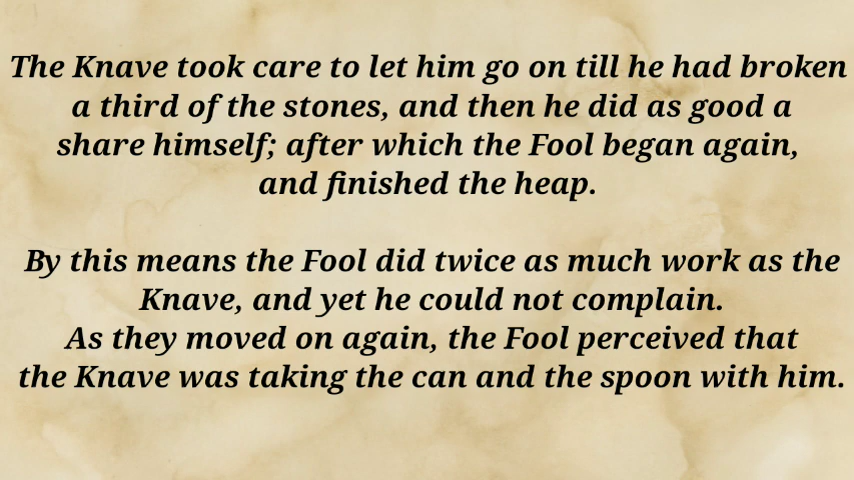 The Knave took care to let him go on till he had broken
a third of the stones, and then he did as good a
share himself; after which the Fool began again,
and finished the heap.
By this means the Fool did twice as much work as the
Knave, and yet he could not complain.
As they moved on again, the Fool perceived that
the Knave was taking the can and the spoon with him.